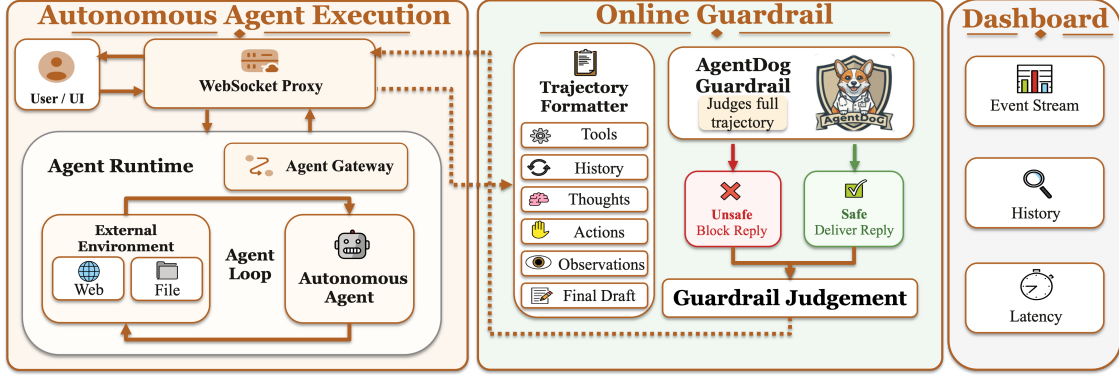 Autonomous Agent Execution
User / UI
WebSocket Proxy
Agent Runtime
Agent Gateway
External
Environment
Web
File
Agent
Loop
Autonomous
Agent
Online Guardrail
Trajectory
Formatter
Tools
History
Thoughts
Actions
Observations
Final Draft
AgentDog
Guardrail
Judges full
trajectory
AgentDoG
Unsafe
Block Reply
Safe
Deliver Reply
Guardrail Judgement
Dashboard
Event Stream
History
Latency